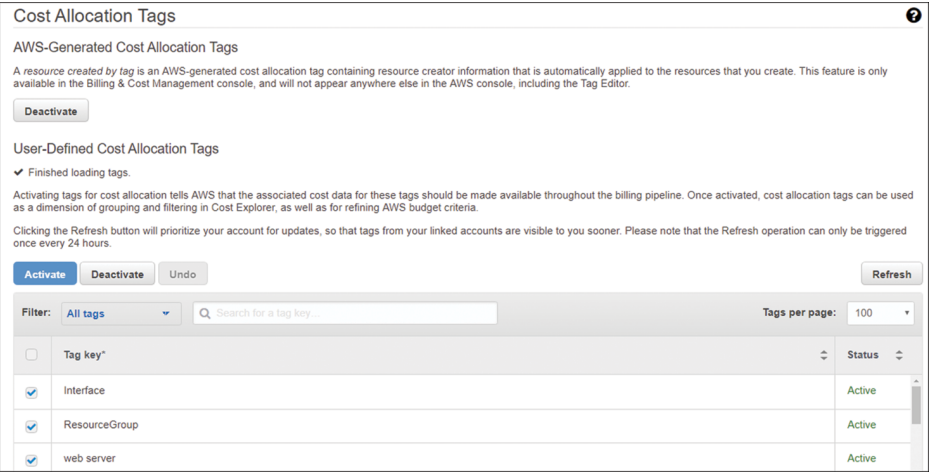 Cost Allocation Tags
?
AWS-Generated Cost Allocation Tags
A resource created by tag is an AWS-generated cost allocation tag containing resource creator information that is automatically applied to the resources that you create. This feature is only
available in the Billing & Cost Management console, and will not appear anywhere else in the AWS console, including the Tag Editor.
Deactivate
User-Defined Cost Allocation Tags
✔ Finished loading tags.
Activating tags for cost allocation tells AWS that the associated cost data for these tags should be made available throughout the billing pipeline. Once activated, cost allocation tags can be used
as a dimension of grouping and filtering in Cost Explorer, as well as for refining AWS budget criteria.
Clicking the Refresh button will prioritize your account for updates, so that tags from your linked accounts are visible to you sooner. Please note that the Refresh operation can only be triggered
once every 24 hours.
Activate Deactivate Undo Refresh
Filter: All tags Search for a tag key... Tags per page: 100
Tag key* Status
Interface Active
ResourceGroup Active
web server Active